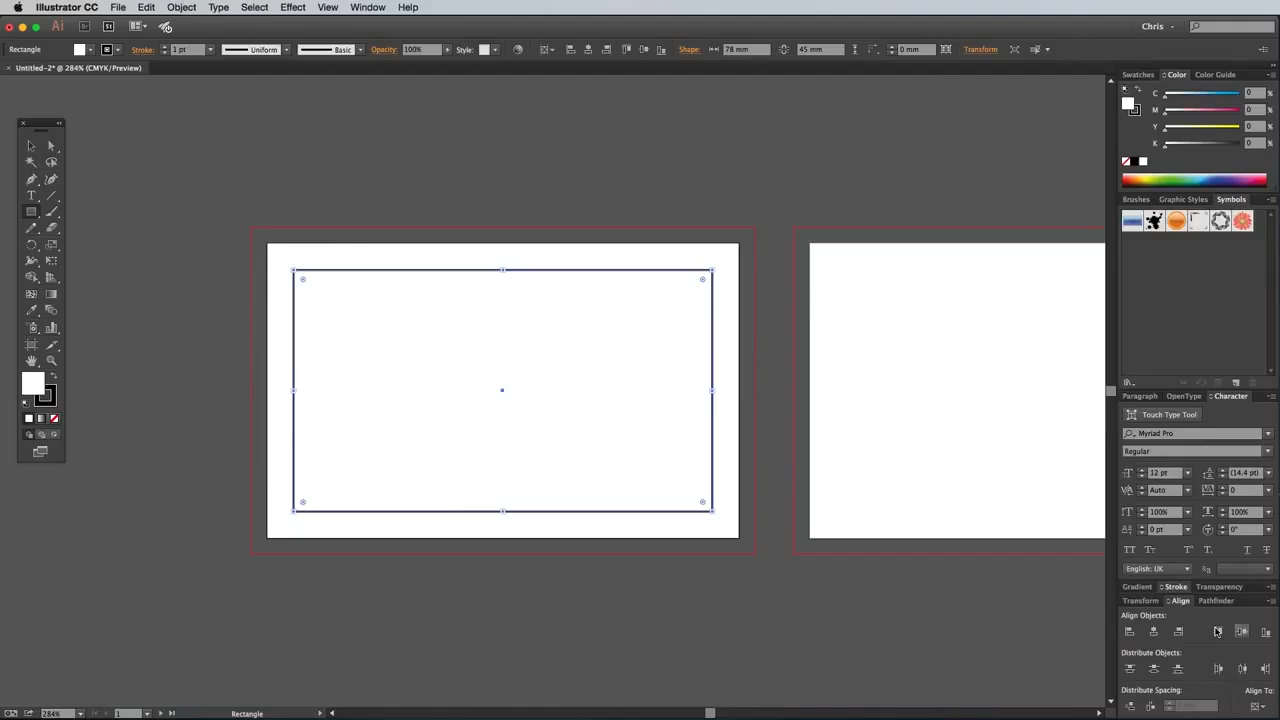 Illustrator CC File Edit Object Type Select Effect View Window Help
Ai Br St Chris
Rectangle Stroke: 1 pt Uniform Basic Opacity: 100% Style: Shape: 78 mm 45 mm 0 mm Transform
Untitled-2* @ 284% (CMYK/Preview)
Swatches Color Color Guide
C 0 %
M 0 %
Y 0 %
K 0 %
Brushes Graphic Styles Symbols
Paragraph OpenType Character
Touch Type Tool
Myriad Pro
Regular
12 pt (14.4 pt)
Auto 0
100% 100%
0 pt 0°
English: UK
Gradient Stroke Transparency
Transform Align Pathfinder
Align Objects:
Distribute Objects:
Distribute Spacing: Align To:
284% 1 Rectangle